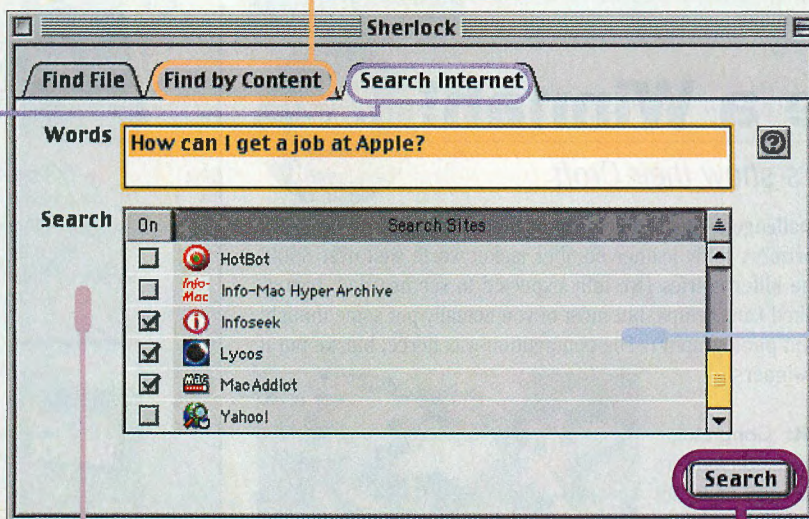 Sherlock
Find File
Find by Content
Search Internet
Words
How can I get a job at Apple?
Search
On
Search Sites
HotBot
Info-Mac
Info-Mac HyperArchive
i
Infoseek
Lycos
Mac
MacAddict
Yahoo!
Search